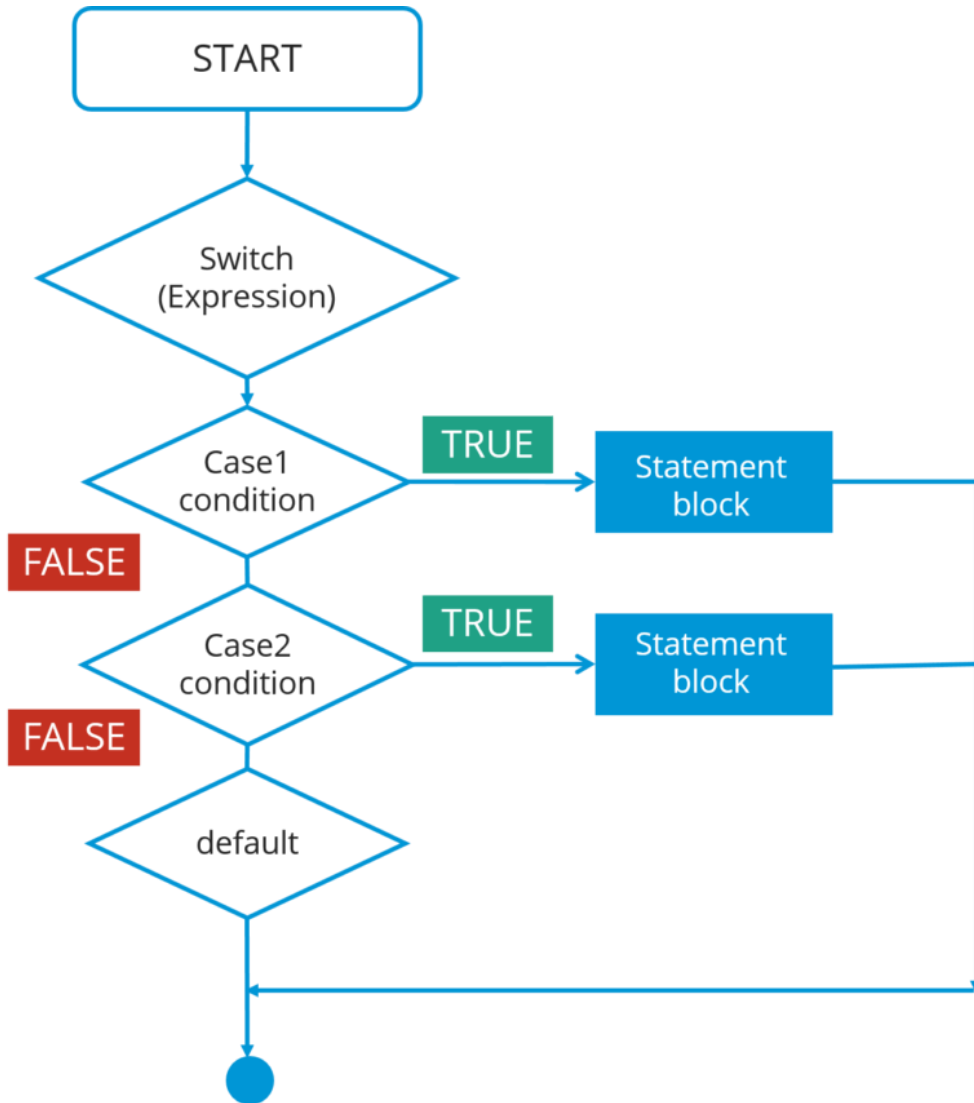 START
Switch
(Expression)
TRUE
Case1
condition
Statement
block
FALSE
TRUE
Case2
condition
Statement
block
FALSE
default